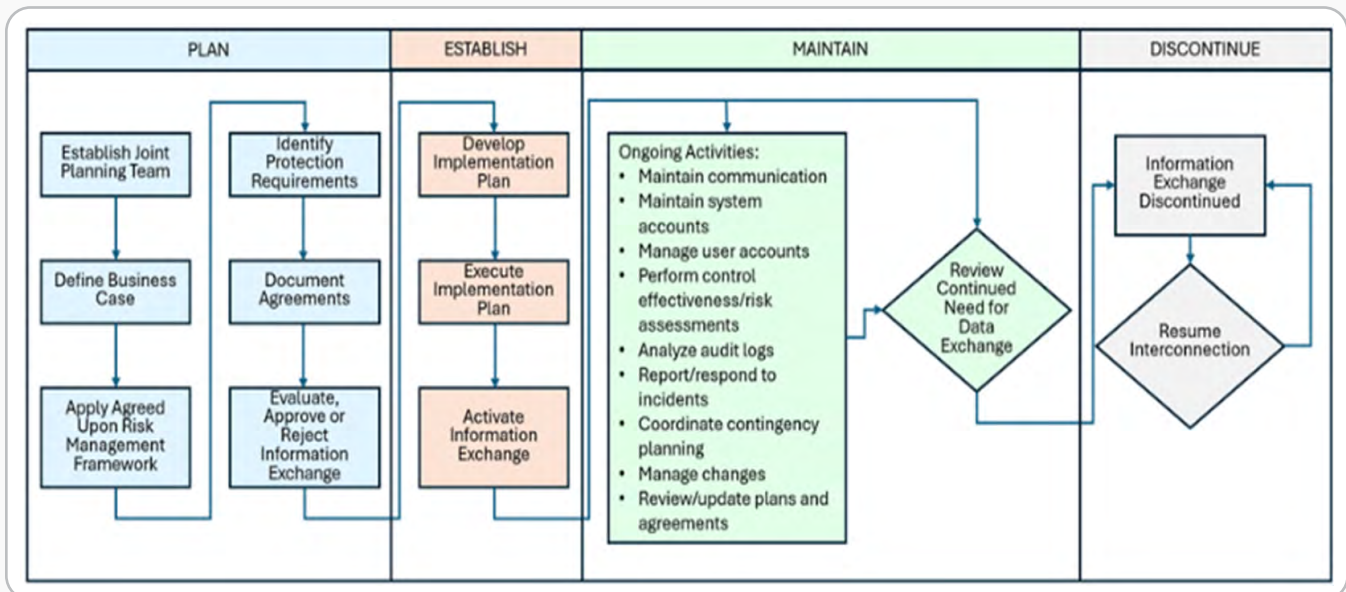 PLAN
ESTABLISH
MAINTAIN
DISCONTINUE
Establish Joint
Planning Team
Define Business
Case
Apply Agreed
Upon Risk
Management
Framework
Identify
Protection
Requirements
Document
Agreements
Evaluate,
Approve or
Reject
Information
Exchange
Develop
Implementation
Plan
Execute
Implementation
Plan
Activate
Information
Exchange
Ongoing Activities:
• Maintain communication
• Maintain system
accounts
• Manage user accounts
• Perform control
effectiveness/risk
assessments
• Analyze audit logs
• Report/respond to
incidents
• Coordinate contingency
planning
• Manage changes
• Review/update plans and
agreements
Review
Continued
Need for
Data
Exchange
Information
Exchange
Discontinued
Resume
Interconnection